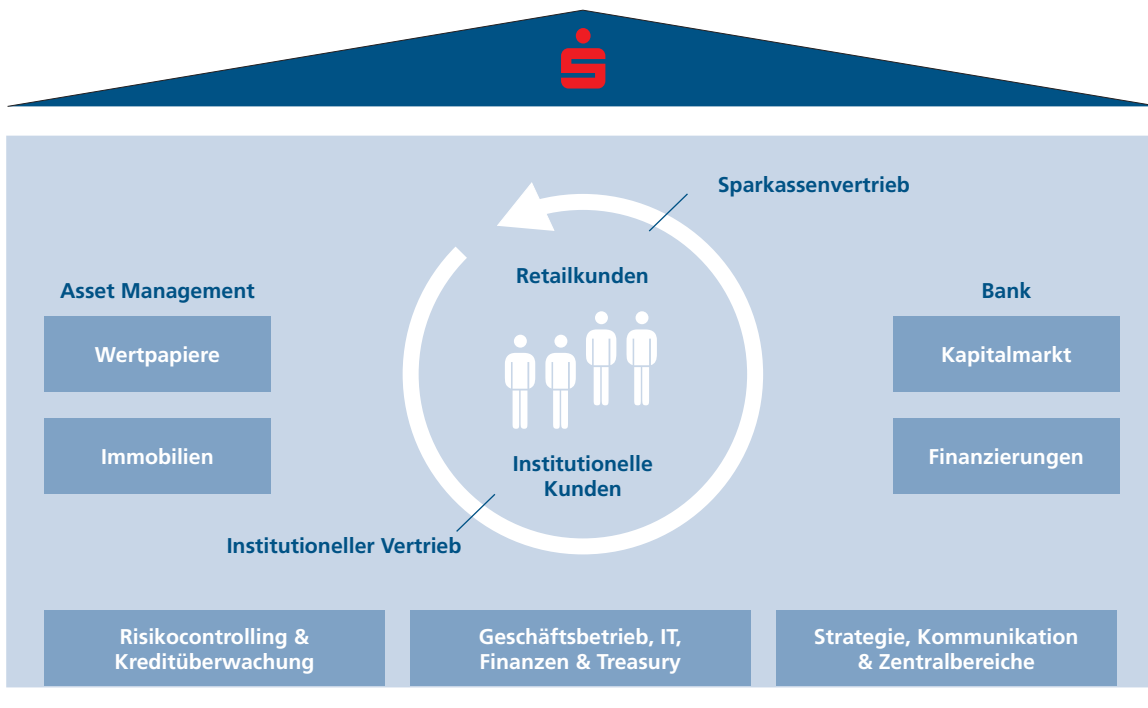 Sparkassenvertrieb
Retailkunden
Asset Management
Bank
Wertpapiere
Kapitalmarkt
Immobilien
Finanzierungen
Institutionelle
Kunden
Institutioneller Vertrieb
Risikocontrolling &
Kreditüberwachung
Geschäftsbetrieb, IT,
Finanzen & Treasury
Strategie, Kommunikation
& Zentralbereiche